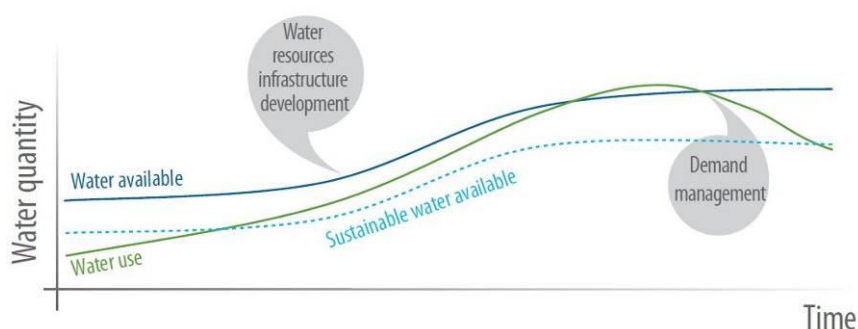 Water
resources
infrastructure
development
Water quantity
Water available
Sustainable water available
Water use
Demand
management
Time